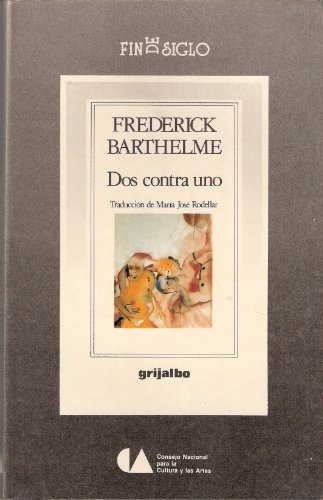 FIN DE SIGLO
FREDERICK
BARTHELME
Dos contra uno
Traducción de María José Rodellar
grijalbo
CA
Consejo Nacional
para la
Cultura y las Artes